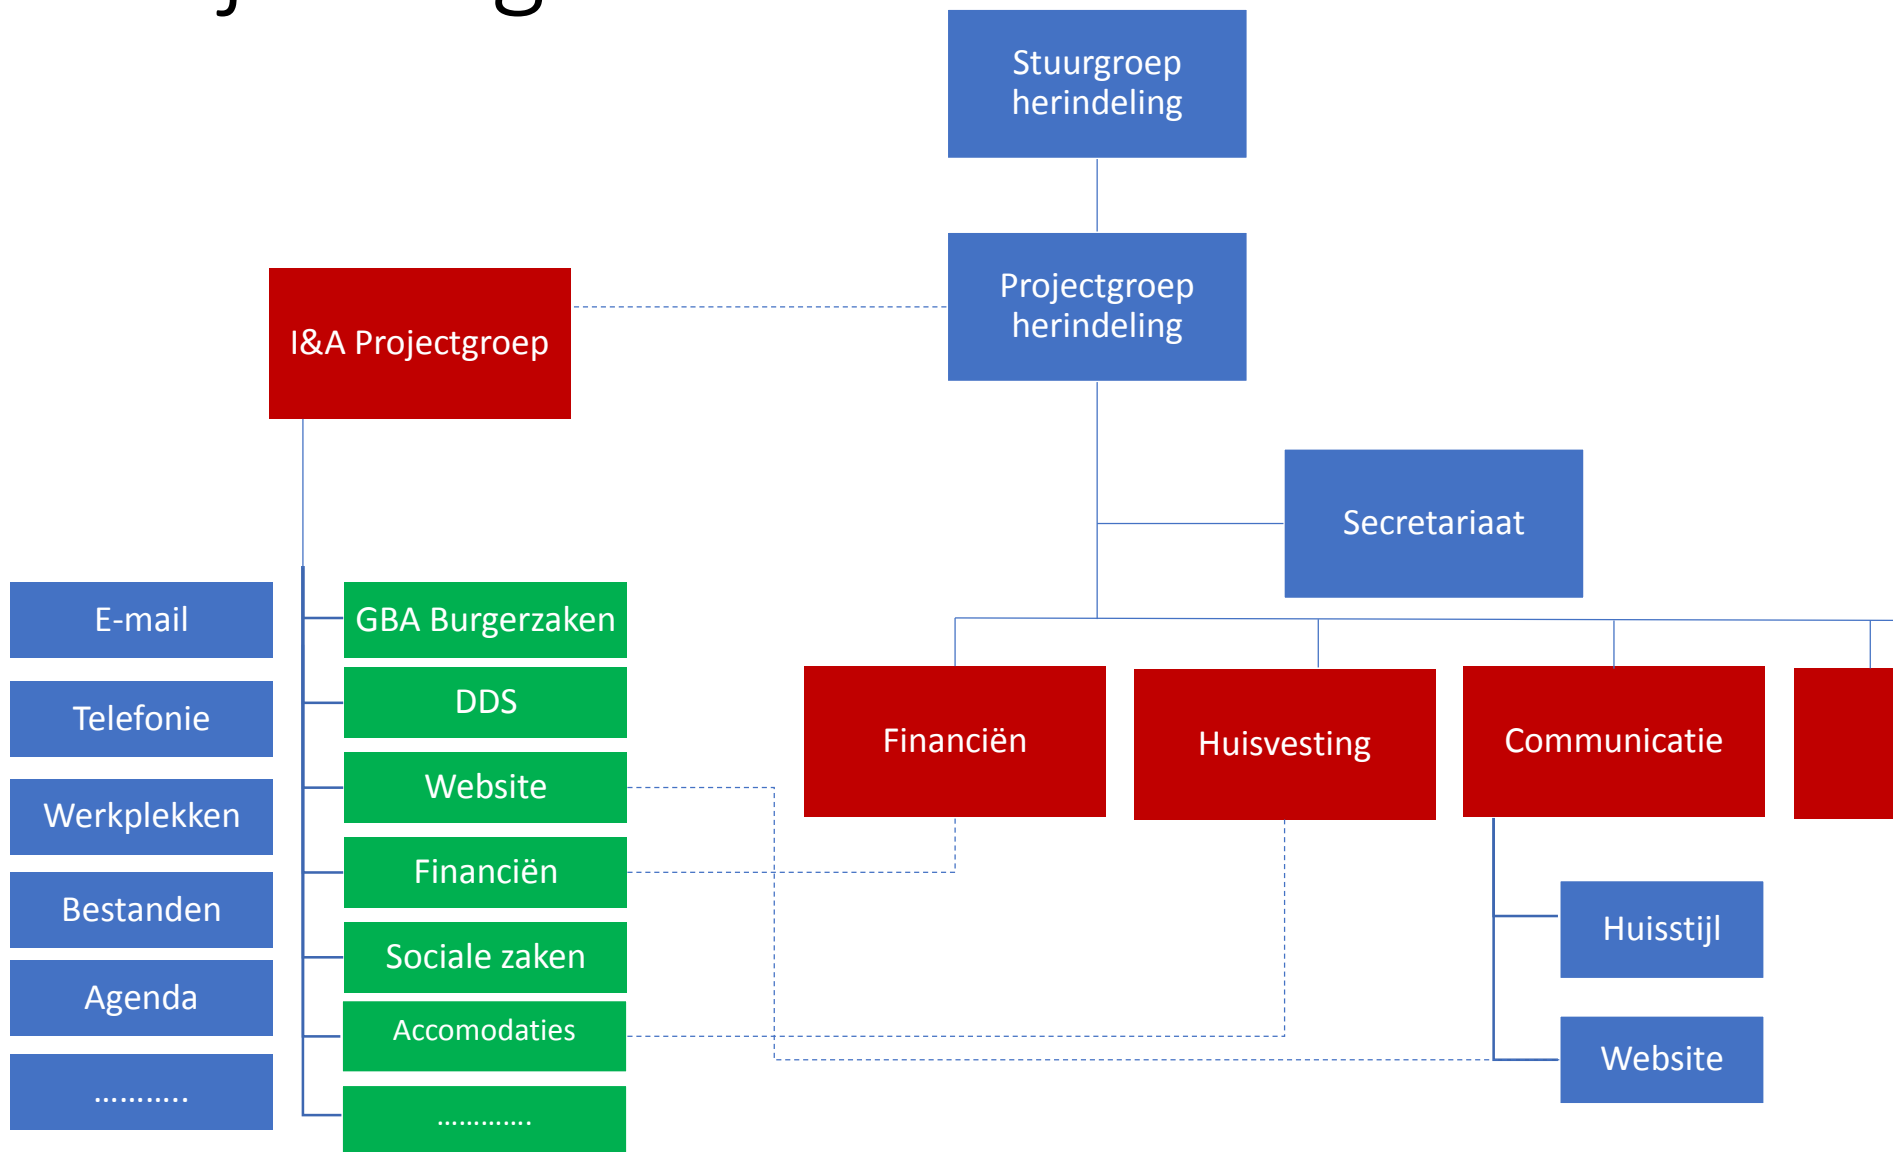 Stuurgroep
herindeling
Projectgroep
herindeling
I&A Projectgroep
Secretariaat
E-mail
Telefonie
Werkplekken
Bestanden
Agenda
………..
GBA Burgerzaken
DDS
Website
Financiën
Sociale zaken
Accomodaties
………….
Financiën
Huisvesting
Communicatie
Huisstijl
Website